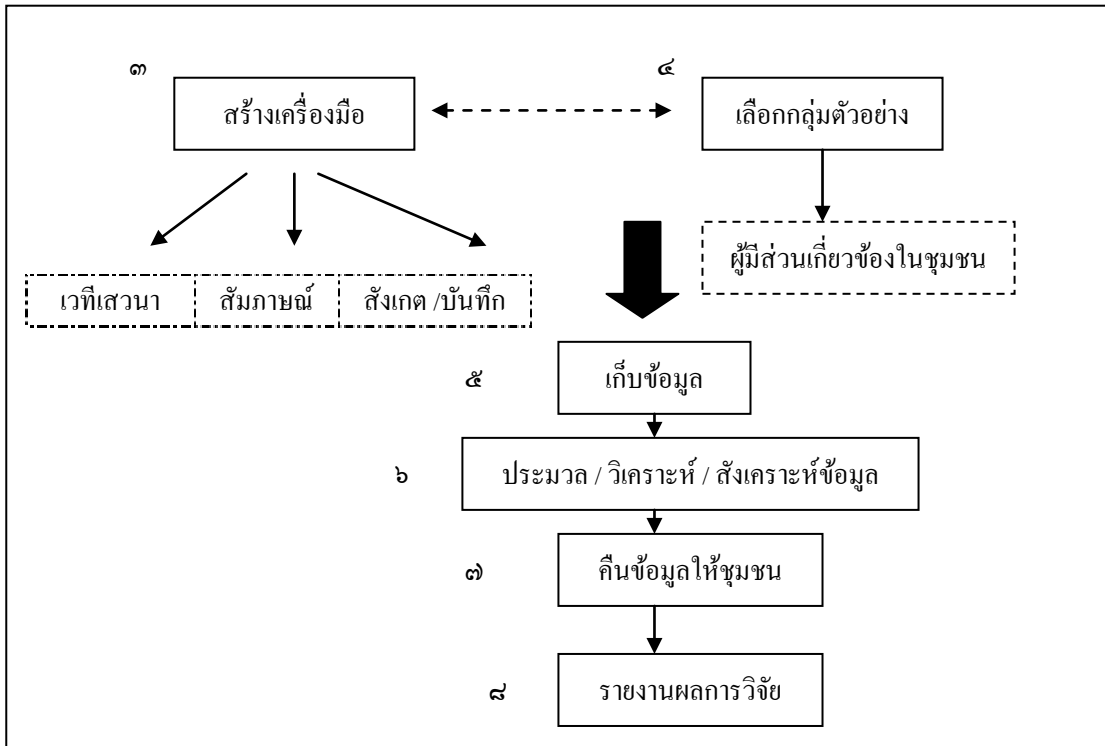 ๓
๔
สร้างเครื่องมือ
เลือกกลุ่มตัวอย่าง
ผู้มีส่วนเกี่ยวข้องในชุมชน
เวทีเสวนา
สัมภาษณ์
สังเกต /บันทึก
๕
เก็บข้อมูล
๖
ประมวล / วิเคราะห์ / สังเคราะห์ข้อมูล
๗
คืนข้อมูลให้ชุมชน
๘
รายงานผลการวิจัย